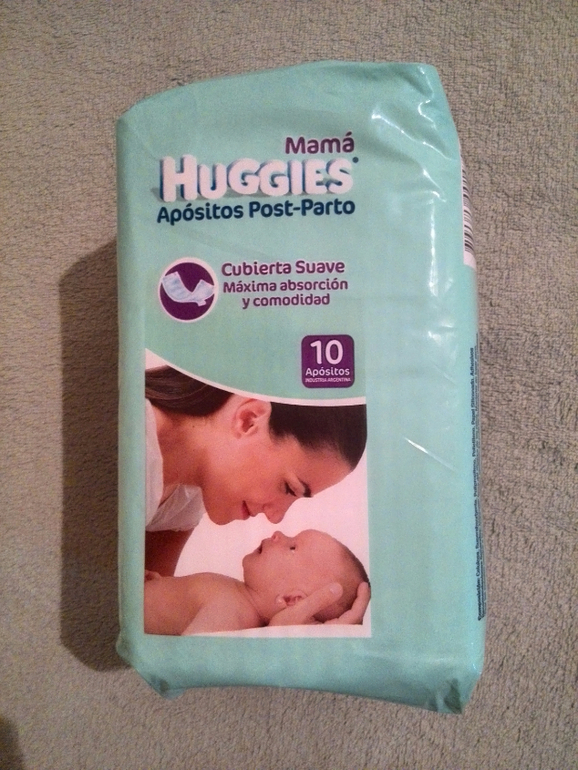 Mamá
HUGGIES
Apósitos Post-Parto
Cubierta Suave
Máxima absorción
y comodidad
10
Apósitos
INDUSTRIA ARGENTINA